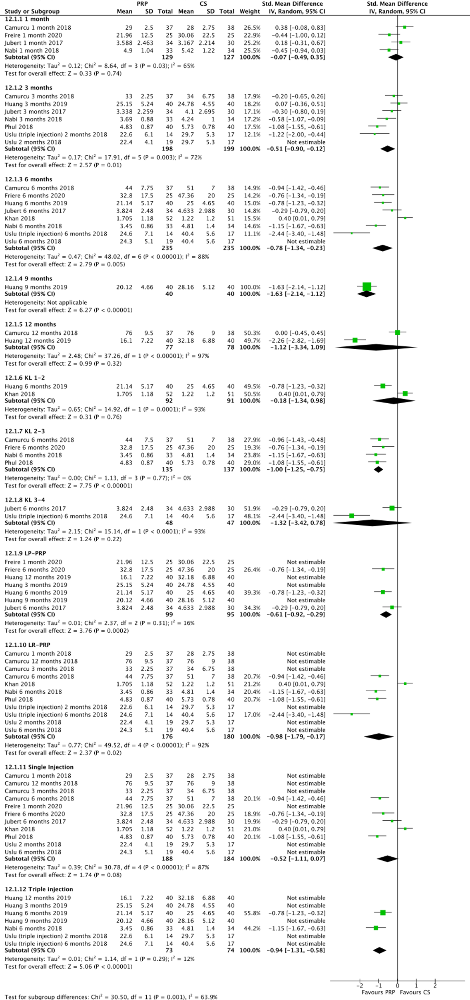 PRP CS Std. Mean Difference Std. Mean Difference
Study or Subgroup Mean SD Total Mean SD Total Weight IV, Random, 95% CI IV, Random, 95% CI
12.1.1 1 month
Camurcu 1 month 2018 29 2.5 37 28 2.75 38 26.5% 0.38 [-0.08, 0.83]
Freire 1 month 2020 21.96 12.5 25 30.06 22.5 25 22.9% -0.44 [-1.00, 0.12]
Jubert 1 month 2017 3.588 2.463 34 3.167 2.214 30 25.2% 0.18 [-0.31, 0.67]
Nabi 1 month 2018 4.9 1.04 33 5.42 1.22 34 25.5% -0.45 [-0.94, 0.03]
Subtotal (95% CI) 129 127 100.0% -0.07 [-0.49, 0.35]
Heterogeneity: Tau² = 0.12; Chi² = 8.64, df = 3 (P = 0.03); I² = 65%
Test for overall effect: Z = 0.33 (P = 0.74)
12.1.2 3 months
Camurcu 3 months 2018 33 2.25 37 34 6.75 38 17.9% -0.20 [-0.65, 0.26]
Huang 3 months 2019 25.15 5.24 40 24.78 4.55 40 18.2% 0.07 [-0.36, 0.51]
Jubert 3 months 2017 3.338 2.259 34 4.1 2.695 30 17.1% -0.30 [-0.80, 0.19]
Nabi 3 months 2018 3.69 0.88 33 4.24 1 34 17.2% -0.58 [-1.07, -0.09]
Phul 2018 4.83 0.87 40 5.73 0.78 40 17.5% -1.08 [-1.55, -0.61]
Uslu (triple injection) 2 months 2018 22.6 6.1 14 29.7 5.3 17 12.1% -1.22 [-2.00, -0.44]
Uslu 2 months 2018 22.4 4.1 19 29.7 5.3 17 Not estimable
Subtotal (95% CI) 198 199 100.0% -0.51 [-0.90, -0.12]
Heterogeneity: Tau² = 0.17; Chi² = 17.91, df = 5 (P = 0.003); I² = 72%
Test for overall effect: Z = 2.57 (P = 0.01)
12.1.3 6 months
Camurcu 6 months 2018 44 7.75 37 51 7 38 14.9% -0.94 [-1.42, -0.46]
Friere 6 months 2020 32.8 17.5 25 47.36 20 25 14.2% -0.76 [-1.34, -0.19]
Huang 6 months 2019 21.14 5.17 40 25 4.65 40 15.0% -0.78 [-1.23, -0.32]
Jubert 6 months 2017 3.824 2.48 34 4.633 2.988 30 14.8% -0.29 [-0.79, 0.20]
Khan 2018 1.705 1.18 52 1.22 1.2 51 15.5% 0.40 [0.01, 0.79]
Nabi 6 months 2018 3.45 0.86 33 4.81 1.4 34 14.6% -1.15 [-1.67, -0.63]
Uslu (triple injection) 6 months 2018 24.6 7.1 14 40.4 5.6 17 11.1% -2.44 [-3.40, -1.48]
Uslu 6 months 2018 24.3 5.1 19 40.4 5.6 17 Not estimable
Subtotal (95% CI) 235 235 100.0% -0.78 [-1.34, -0.23]
Heterogeneity: Tau² = 0.47; Chi² = 48.02, df = 6 (P < 0.00001); I² = 88%
Test for overall effect: Z = 2.79 (P = 0.005)
12.1.4 9 months
Huang 9 months 2019 20.12 4.66 40 28.16 5.12 40 100.0% -1.63 [-2.14, -1.12]
Subtotal (95% CI) 40 40 100.0% -1.63 [-2.14, -1.12]
Heterogeneity: Not applicable
Test for overall effect: Z = 6.27 (P < 0.00001)
12.1.5 12 months
Camurcu 12 months 2018 76 9.5 37 76 9 38 50.3% 0.00 [-0.45, 0.45]
Huang 12 months 2019 16.1 7.22 40 32.18 6.88 40 49.7% -2.26 [-2.82, -1.69]
Subtotal (95% CI) 77 78 100.0% -1.12 [-3.34, 1.09]
Heterogeneity: Tau² = 2.48; Chi² = 37.26, df = 1 (P < 0.00001); I² = 97%
Test for overall effect: Z = 0.99 (P = 0.32)
12.1.6 KL 1-2
Huang 6 months 2019 21.14 5.17 40 25 4.65 40 49.5% -0.78 [-1.23, -0.32]
Khan 2018 1.705 1.18 52 1.22 1.2 51 50.5% 0.40 [0.01, 0.79]
Subtotal (95% CI) 92 91 100.0% -0.18 [-1.34, 0.98]
Heterogeneity: Tau² = 0.65; Chi² = 14.92, df = 1 (P = 0.0001); I² = 93%
Test for overall effect: Z = 0.31 (P = 0.76)
12.1.7 KL 2-3
Camurcu 6 months 2018 44 7.5 37 51 7 38 27.9% -0.96 [-1.43, -0.48]
Friere 6 months 2020 32.8 17.5 25 47.36 20 25 19.3% -0.76 [-1.34, -0.19]
Nabi 6 months 2018 3.45 0.86 33 4.81 1.4 34 23.8% -1.15 [-1.67, -0.63]
Phul 2018 4.83 0.87 40 5.73 0.78 40 29.0% -1.08 [-1.55, -0.61]
Subtotal (95% CI) 135 137 100.0% -1.00 [-1.25, -0.75]
Heterogeneity: Tau² = 0.00; Chi² = 1.13, df = 3 (P = 0.77); I² = 0%
Test for overall effect: Z = 7.75 (P < 0.00001)
12.1.8 KL 3-4
Jubert 6 months 2017 3.824 2.48 34 4.633 2.988 30 51.9% -0.29 [-0.79, 0.20]
Uslu (triple injection) 6 months 2018 24.6 7.1 14 40.4 5.6 17 48.1% -2.44 [-3.40, -1.48]
Subtotal (95% CI) 48 47 100.0% -1.32 [-3.42, 0.78]
Heterogeneity: Tau² = 2.15; Chi² = 15.14, df = 1 (P < 0.0001); I² = 93%
Test for overall effect: Z = 1.24 (P = 0.22)
12.1.9 LP-PRP
Freire 1 month 2020 21.96 12.5 25 30.06 22.5 25 Not estimable
Friere 6 months 2020 32.8 17.5 25 47.36 20 25 26.4% -0.76 [-1.34, -0.19]
Huang 12 months 2019 16.1 7.22 40 32.18 6.88 40 Not estimable
Huang 3 months 2019 25.15 5.24 40 24.78 4.55 40 Not estimable
Huang 6 months 2019 21.14 5.17 40 25 4.65 40 39.3% -0.78 [-1.23, -0.32]
Huang 9 months 2019 20.12 4.66 40 28.16 5.12 40 Not estimable
Jubert 6 months 2017 3.824 2.48 34 4.633 2.988 30 34.3% -0.29 [-0.79, 0.20]
Subtotal (95% CI) 99 95 100.0% -0.61 [-0.92, -0.29]
Heterogeneity: Tau² = 0.01; Chi² = 2.37, df = 2 (P = 0.31); I² = 16%
Test for overall effect: Z = 3.76 (P = 0.0002)
12.1.10 LR-PRP
Camurcu 1 month 2018 29 2.5 37 28 2.75 38 Not estimable
Camurcu 12 months 2018 76 9.5 37 76 9 38 Not estimable
Camurcu 3 months 2018 33 2.25 37 34 6.75 38 Not estimable
Camurcu 6 months 2018 44 7.75 37 51 7 38 20.7% -0.94 [-1.42, -0.46]
Khan 2018 1.705 1.18 52 1.22 1.2 51 21.2% 0.40 [0.01, 0.79]
Nabi 6 months 2018 3.45 0.86 33 4.81 1.4 34 20.4% -1.15 [-1.67, -0.63]
Phul 2018 4.83 0.87 40 5.73 0.78 40 20.7% -1.08 [-1.55, -0.61]
Uslu (triple injection) 2 months 2018 22.6 6.1 14 29.7 5.3 17 Not estimable
Uslu (triple injection) 6 months 2018 24.6 7.1 14 40.4 5.6 17 17.0% -2.44 [-3.40, -1.48]
Uslu 2 months 2018 22.4 4.1 19 29.7 5.3 17 Not estimable
Uslu 6 months 2018 24.3 5.1 19 40.4 5.6 17 Not estimable
Subtotal (95% CI) 176 180 100.0% -0.98 [-1.79, -0.17]
Heterogeneity: Tau² = 0.77; Chi² = 49.52, df = 4 (P < 0.00001); I² = 92%
Test for overall effect: Z = 2.37 (P = 0.02)
12.1.11 Single Injection
Camurcu 1 month 2018 29 2.5 37 28 2.75 38 Not estimable
Camurcu 12 months 2018 76 9.5 37 76 9 38 Not estimable
Camurcu 3 months 2018 33 2.25 37 34 6.75 38 Not estimable
Camurcu 6 months 2018 44 7.75 37 51 7 38 20.1% -0.94 [-1.42, -0.46]
Freire 1 month 2020 21.96 12.5 25 30.06 22.5 25 Not estimable
Friere 6 months 2020 32.8 17.5 25 47.36 20 25 18.9% -0.76 [-1.34, -0.19]
Jubert 6 months 2017 3.824 2.48 34 4.633 2.988 30 19.9% -0.29 [-0.79, 0.20]
Khan 2018 1.705 1.18 52 1.22 1.2 51 21.0% 0.40 [0.01, 0.79]
Phul 2018 4.83 0.87 40 5.73 0.78 40 20.1% -1.08 [-1.55, -0.61]
Uslu 2 months 2018 22.4 4.1 19 29.7 5.3 17 Not estimable
Uslu 6 months 2018 24.3 5.1 19 40.4 5.6 17 Not estimable
Subtotal (95% CI) 188 184 100.0% -0.52 [-1.11, 0.07]
Heterogeneity: Tau² = 0.39; Chi² = 30.78, df = 4 (P < 0.00001); I² = 87%
Test for overall effect: Z = 1.74 (P = 0.08)
12.1.12 Triple injection
Huang 12 months 2019 16.1 7.22 40 32.18 6.88 40 Not estimable
Huang 3 months 2019 25.15 5.24 40 24.78 4.55 40 Not estimable
Huang 6 months 2019 21.14 5.17 40 25 4.65 40 55.8% -0.78 [-1.23, -0.32]
Huang 9 months 2019 20.12 4.66 40 28.16 5.12 40 Not estimable
Nabi 6 months 2018 3.45 0.86 33 4.81 1.4 34 44.2% -1.15 [-1.67, -0.63]
Uslu (triple injection) 2 months 2018 22.6 6.1 14 29.7 5.3 17 Not estimable
Uslu (triple injection) 6 months 2018 24.6 7.1 14 40.4 5.6 17 Not estimable
Subtotal (95% CI) 73 74 100.0% -0.94 [-1.31, -0.58]
Heterogeneity: Tau² = 0.01; Chi² = 1.14, df = 1 (P = 0.29); I² = 12%
Test for overall effect: Z = 5.06 (P < 0.00001)
-2 -1 0 1 2
Favours PRP Favours CS
Test for subgroup differences: Chi² = 30.50, df = 11 (P = 0.001), I² = 63.9%